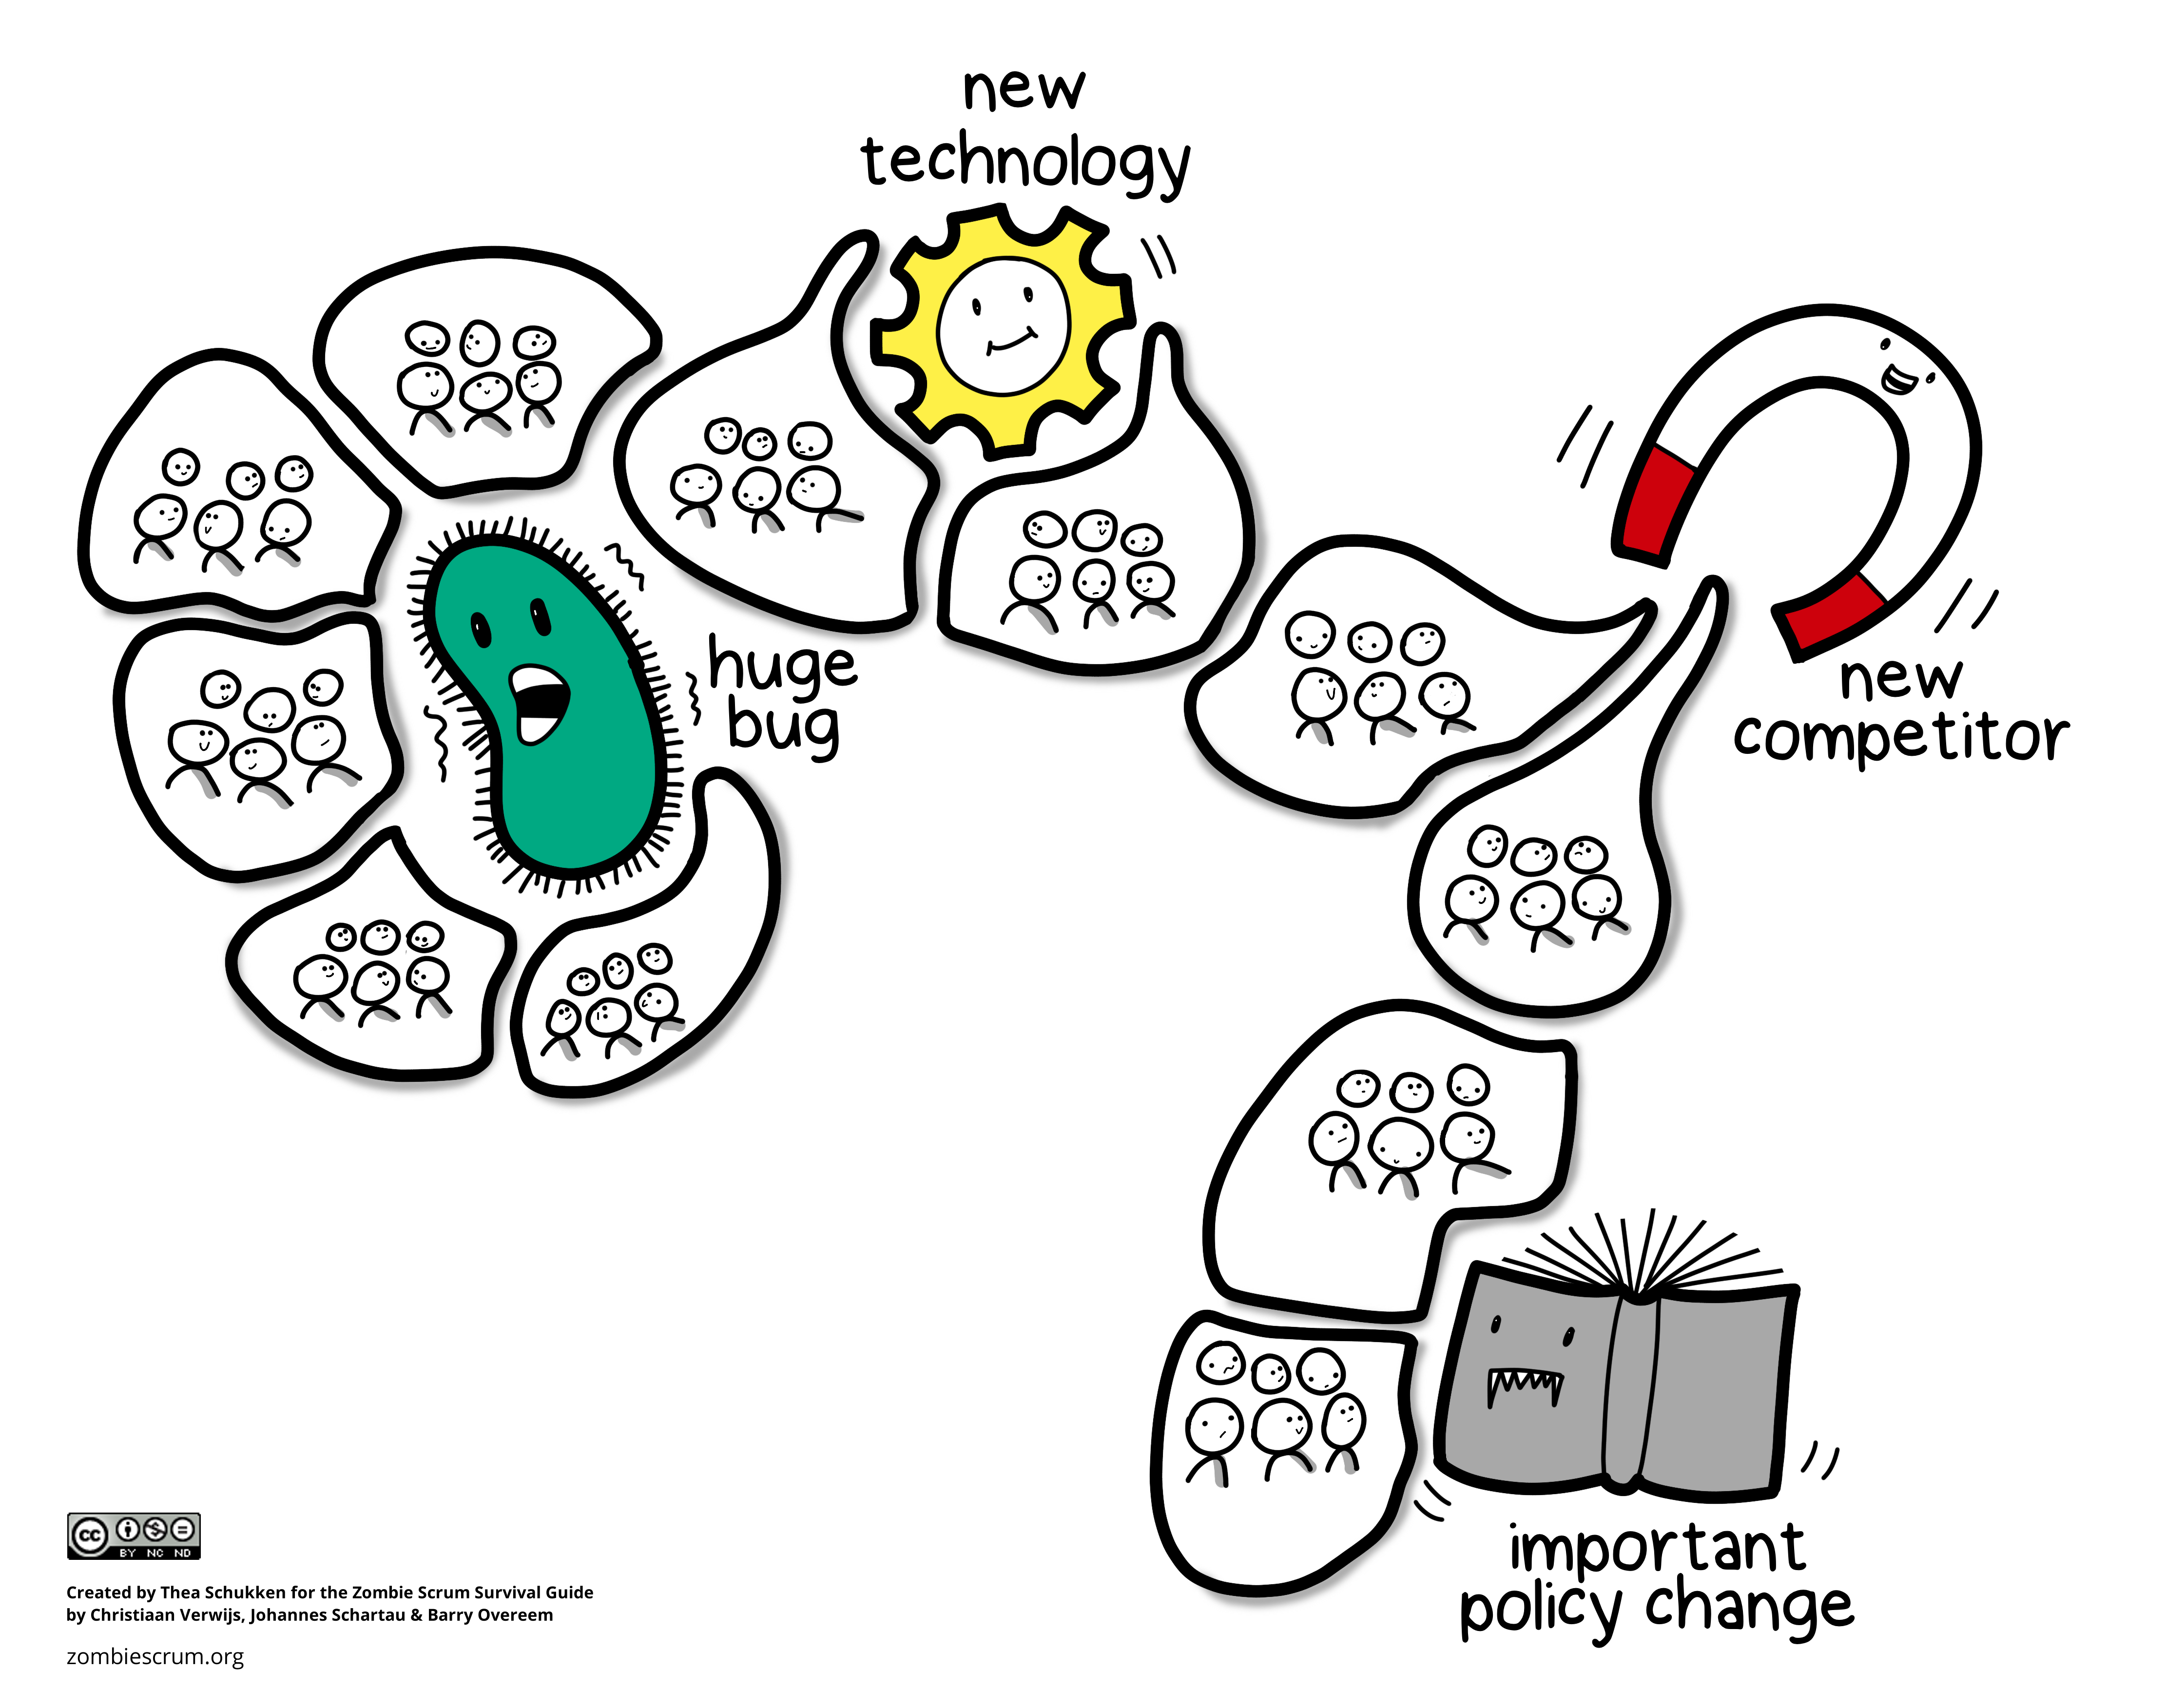 new
technology
huge
bug
new
competitor
important
policy change
cc
BY NC ND
Created by Thea Schukken for the Zombie Scrum Survival Guide
by Christiaan Verwijs, Johannes Schartau & Barry Overeem
zombiescrum.org